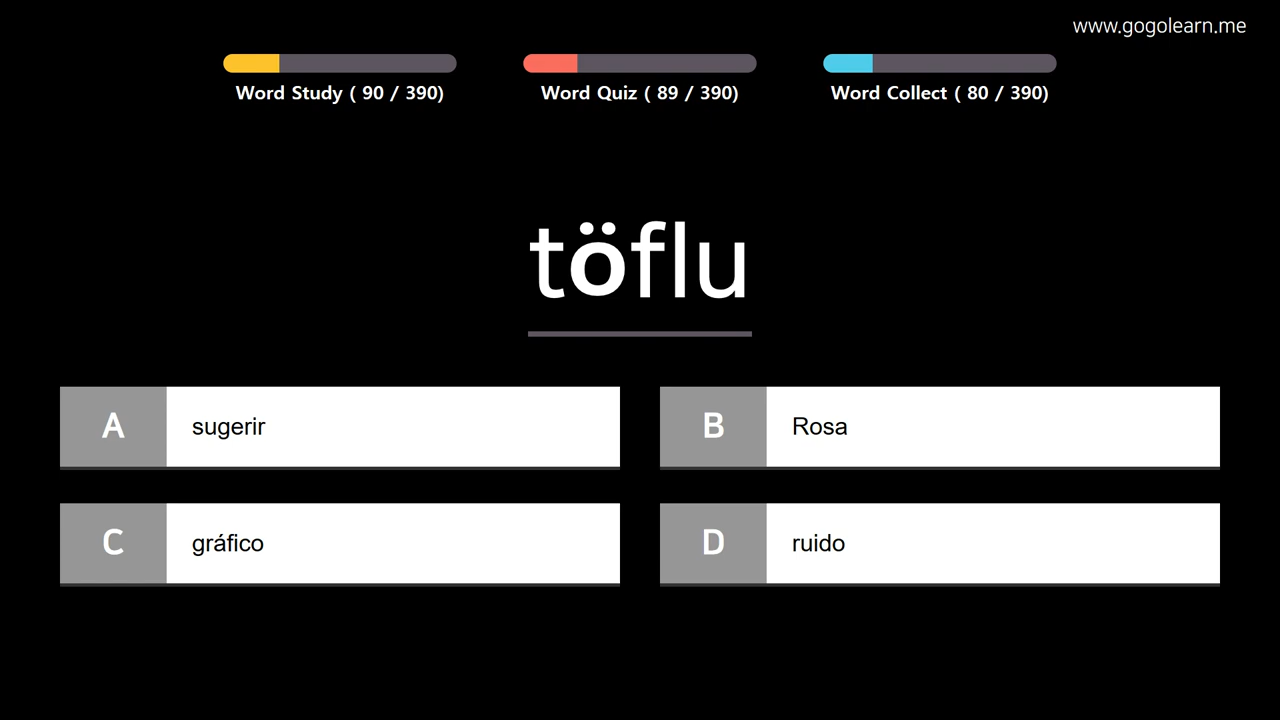 www.gogolearn.me
Word Study ( 90 / 390)
Word Quiz ( 89 / 390)
Word Collect ( 80 / 390)
töflu
A sugerir
B Rosa
C gráfico
D ruido